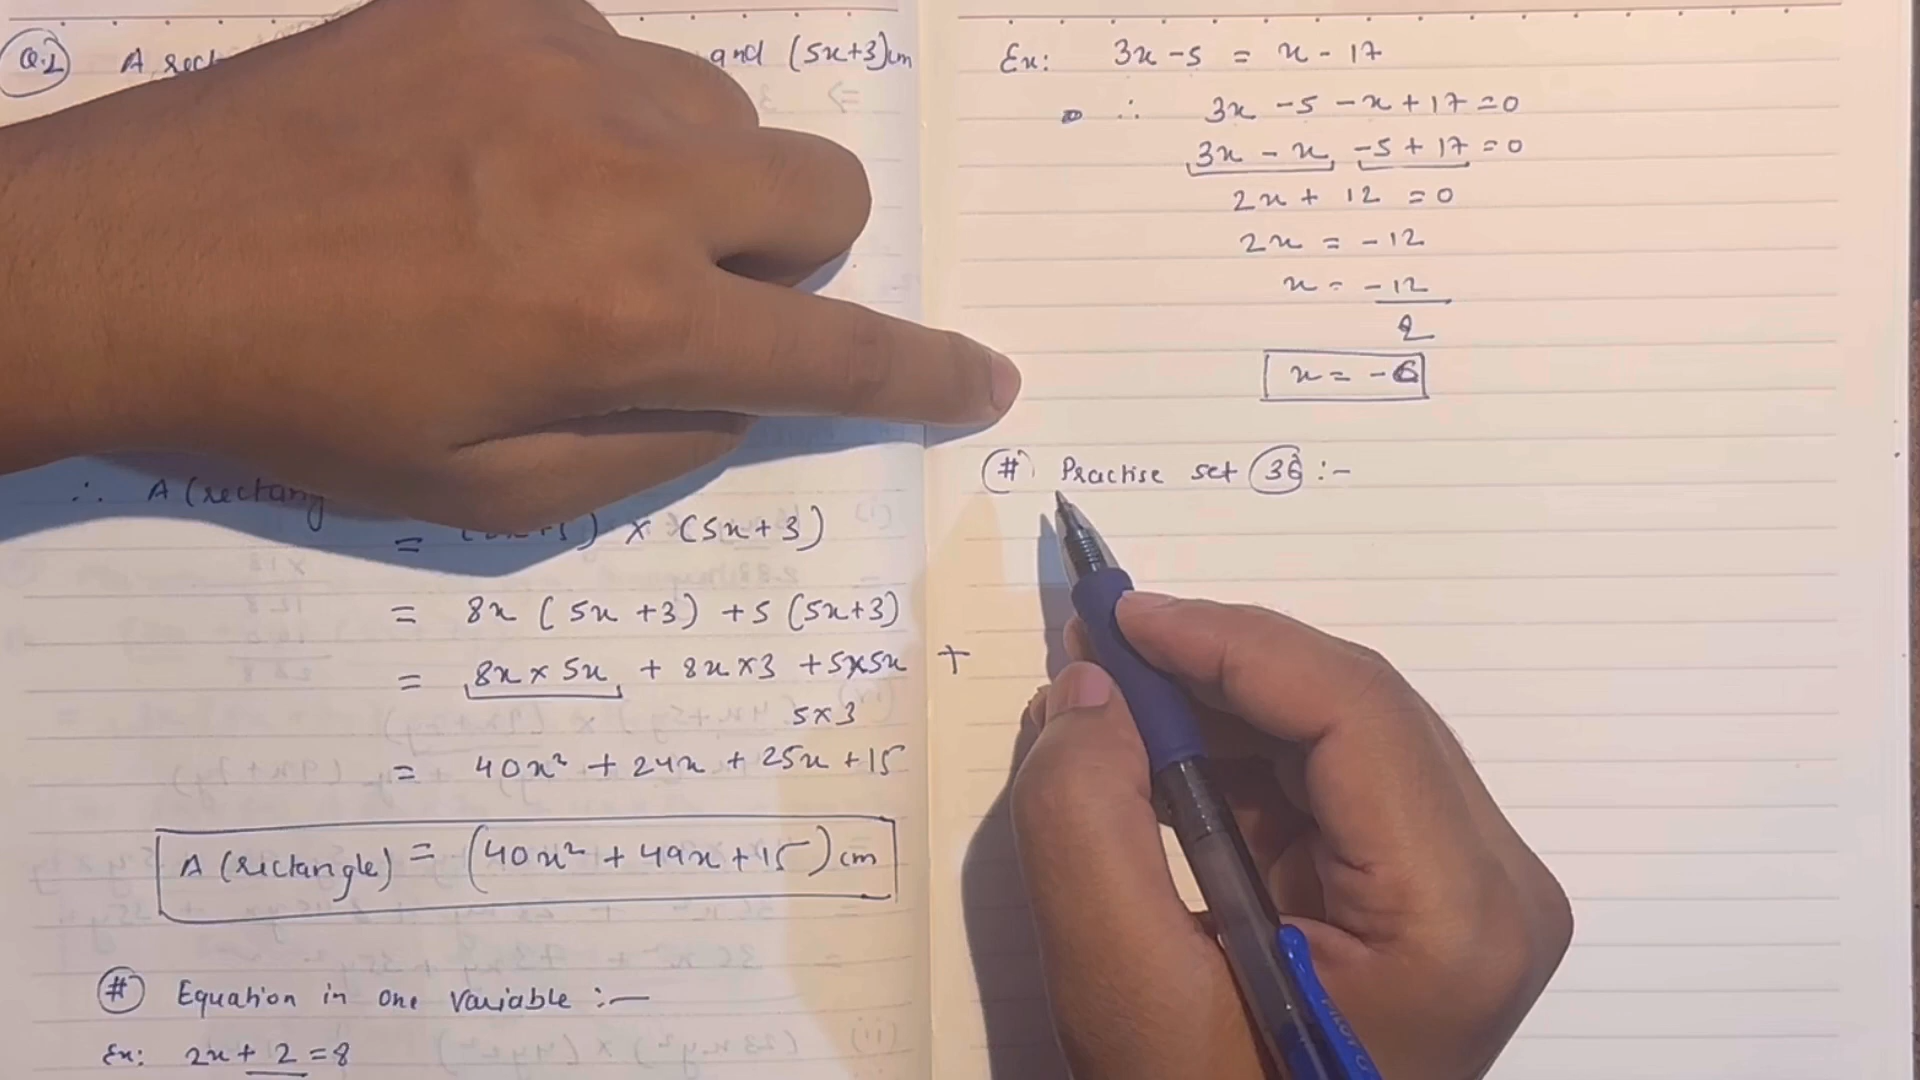 Q.2 A and (5x+3)cm
∴ A (rectang
= ) × (5x+3)
= 8x (5x+3) +5 (5x+3)
= 8x×5x + 8x×3 +5×5x +
5×3
= 40x² + 24x + 25x +15
A (rectangle) = (40x² + 49x+15) cm
# Equation in one variable :—
Ex: 2x+2=8
Ex: 3x-5 = x-17
∴ 3x -5 -x+17=0
3x - x -5+17=0
2x + 12 =0
2x = -12
x = -12
2
x = -6
# Practise set 36 :-